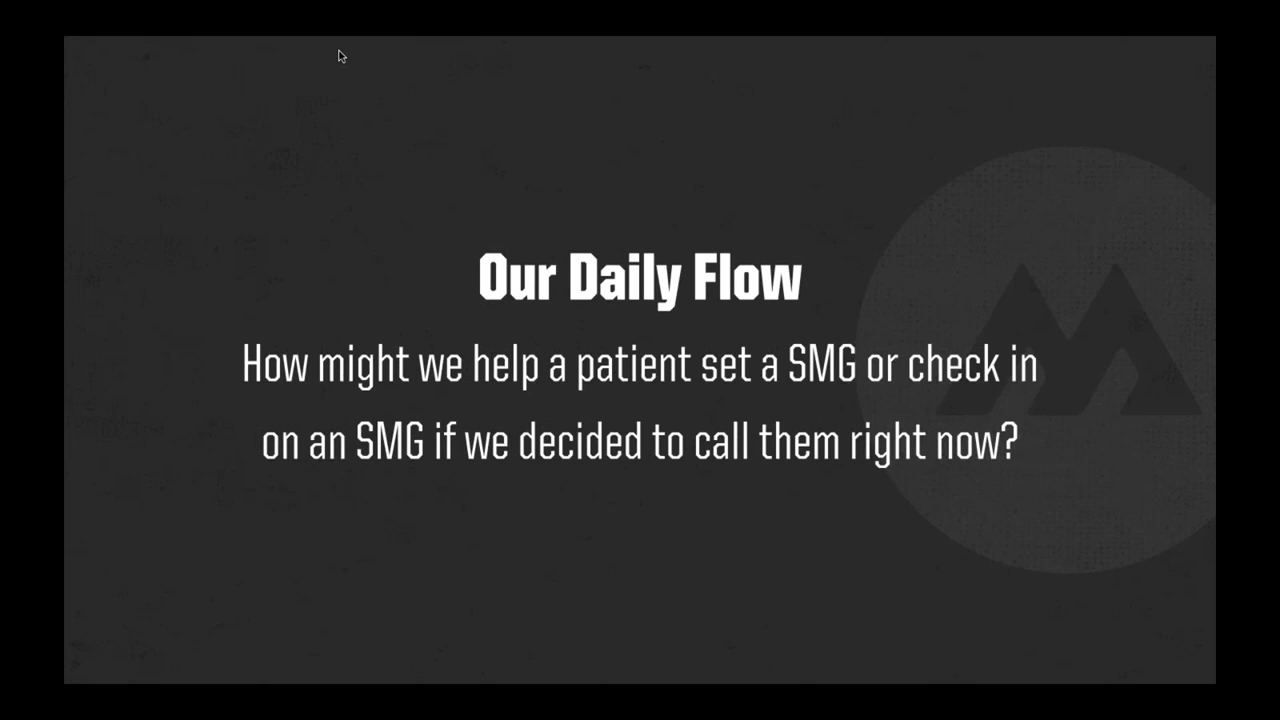 Our Daily Flow
How might we help a patient set a SMG or check in
on an SMG if we decided to call them right now?